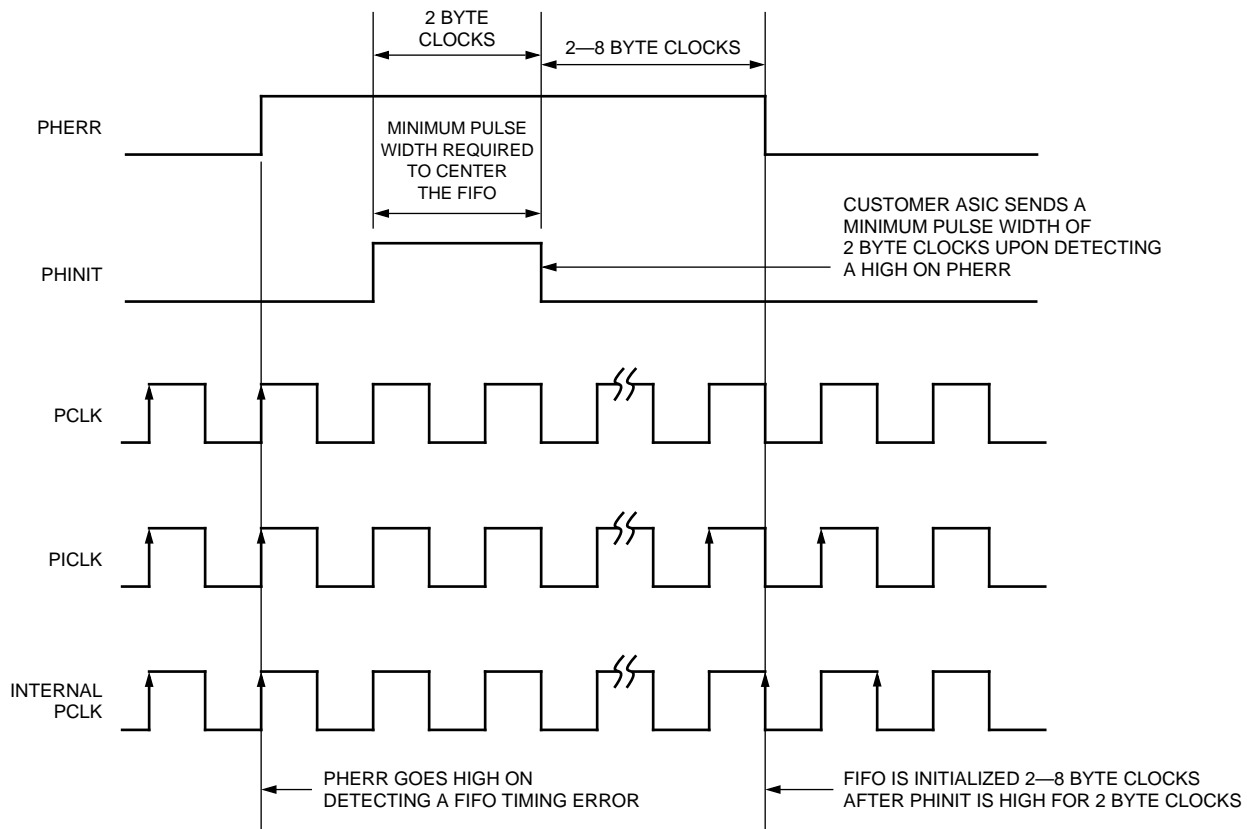 2 BYTE
CLOCKS
2—8 BYTE CLOCKS
PHERR
MINIMUM PULSE
WIDTH REQUIRED
TO CENTER
THE FIFO
CUSTOMER ASIC SENDS A
MINIMUM PULSE WIDTH OF
2 BYTE CLOCKS UPON DETECTING
A HIGH ON PHERR
PHINIT
PCLK
PICLK
INTERNAL
PCLK
PHERR GOES HIGH ON
DETECTING A FIFO TIMING ERROR
FIFO IS INITIALIZED 2—8 BYTE CLOCKS
AFTER PHINIT IS HIGH FOR 2 BYTE CLOCKS